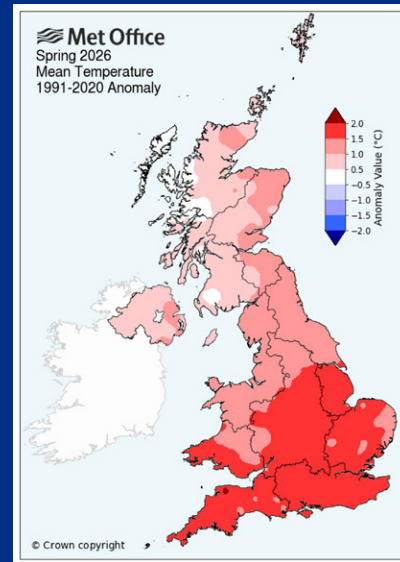 Met Office
Spring 2026
Mean Temperature
1991-2020 Anomaly
2.0
1.5
1.0
0.5
−0.5
−1.0
−1.5
−2.0
Anomaly Value (°C)
© Crown copyright